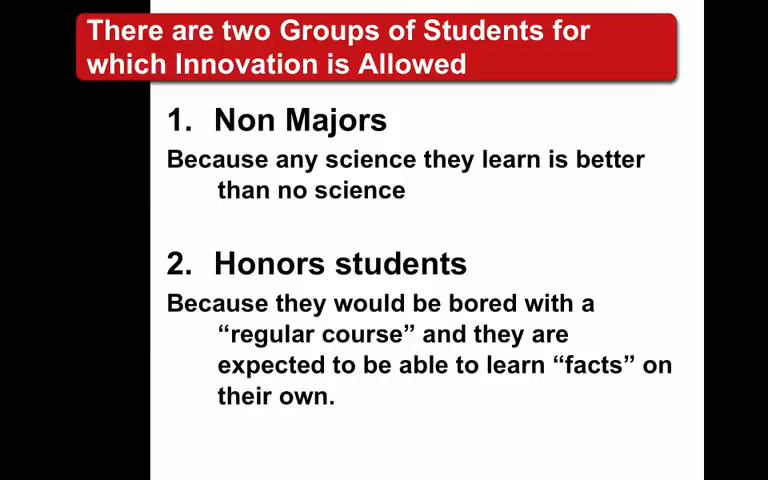 There are two Groups of Students for
which Innovation is Allowed
1. Non Majors
Because any science they learn is better
than no science
2. Honors students
Because they would be bored with a
“regular course” and they are
expected to be able to learn “facts” on
their own.